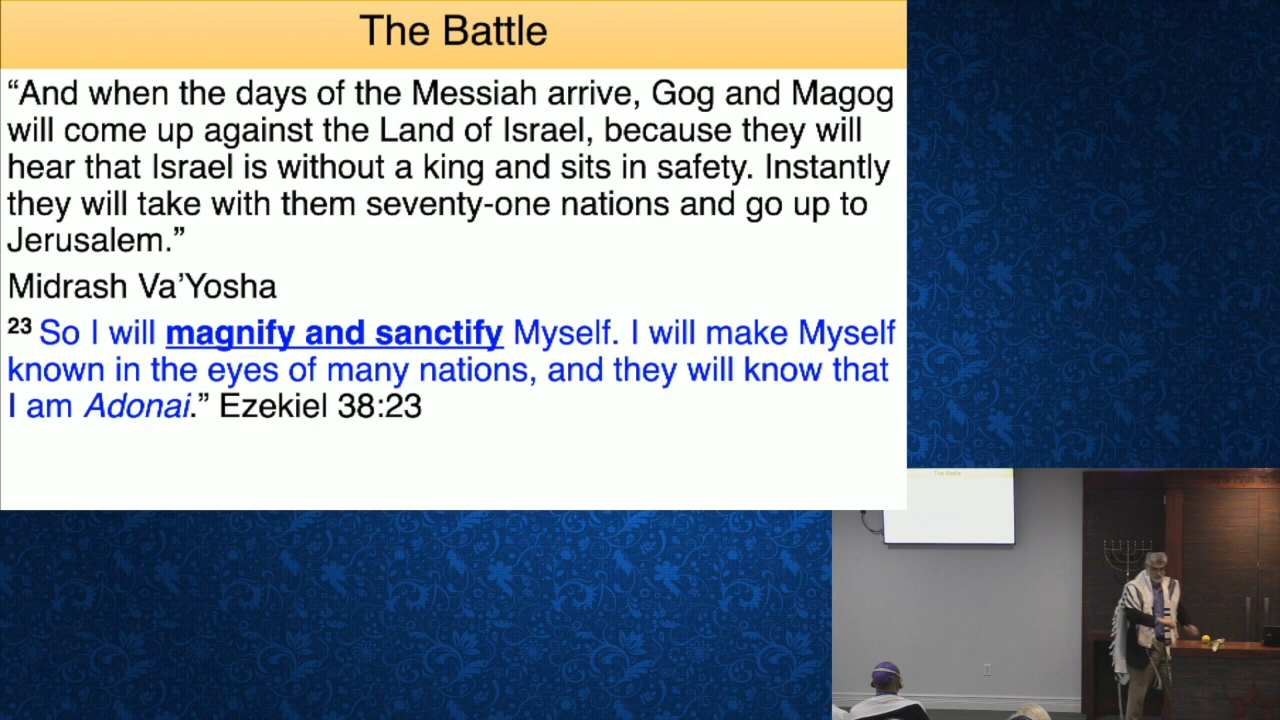 The Battle
“And when the days of the Messiah arrive, Gog and Magog
will come up against the Land of Israel, because they will
hear that Israel is without a king and sits in safety. Instantly
they will take with them seventy-one nations and go up to
Jerusalem.”
Midrash Va’Yosha
23 So I will magnify and sanctify Myself. I will make Myself
known in the eyes of many nations, and they will know that
I am Adonai.” Ezekiel 38:23
The Battle